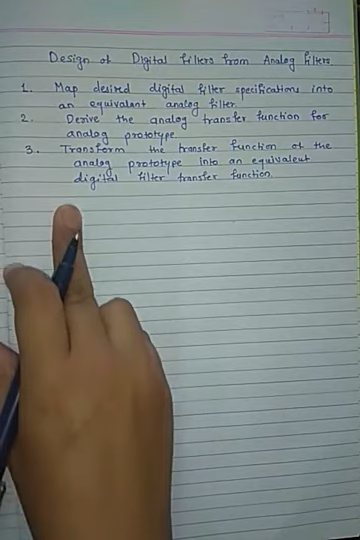 Design of Digital Filters from Analog Filters.
1. Map desired digital filter specifications into
an equivalent analog filter.
2. Derive the analog transfer function for
analog prototype
3. Transform the transfer function of the
analog prototype into an equivalent
digital filter transfer function.